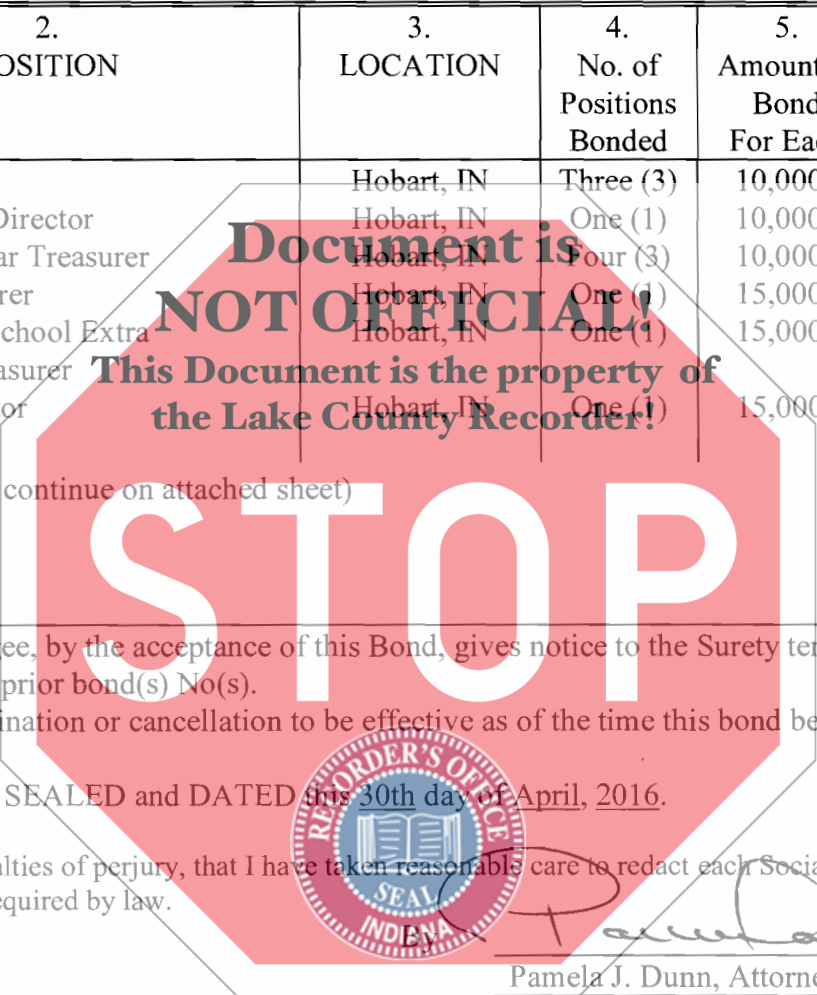 2. 3. 4. 5.
OSITION LOCATION No. of Amount
Positions Bond
Bonded For Eac
Hobart, IN Three (3) 10,000
Director Hobart, IN One (1) 10,000
ar Treasurer Hobart, IN Four (3) 10,000
rer Hobart, IN One (1) 15,000
chool Extra Hobart, IN One (1) 15,000
asurer
tor Hobart, IN One (1) 15,000
Document is
NOT OFFICIAL!
This Document is the property of
the Lake County Recorder!
continue on attached sheet)
STOP
ee, by the acceptance of this Bond, gives notice to the Surety ter
prior bond(s) No(s).
ination or cancellation to be effective as of the time this bond be
SEALED and DATED this 30th day of April, 2016.
alties of perjury, that I have taken reasonable care to redact each Socia
equired by law.
RECORDER'S OFFICE
SEAL
INDIANA
By
Pamela J. Dunn, Attorne